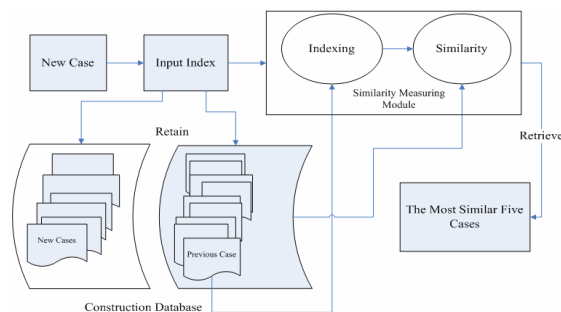 New Case
Input Index
Indexing
Similarity
Similarity Measuring
Module
Retain
Retrieve
New Cases
Previous Case
The Most Similar Five
Cases
Construction Database